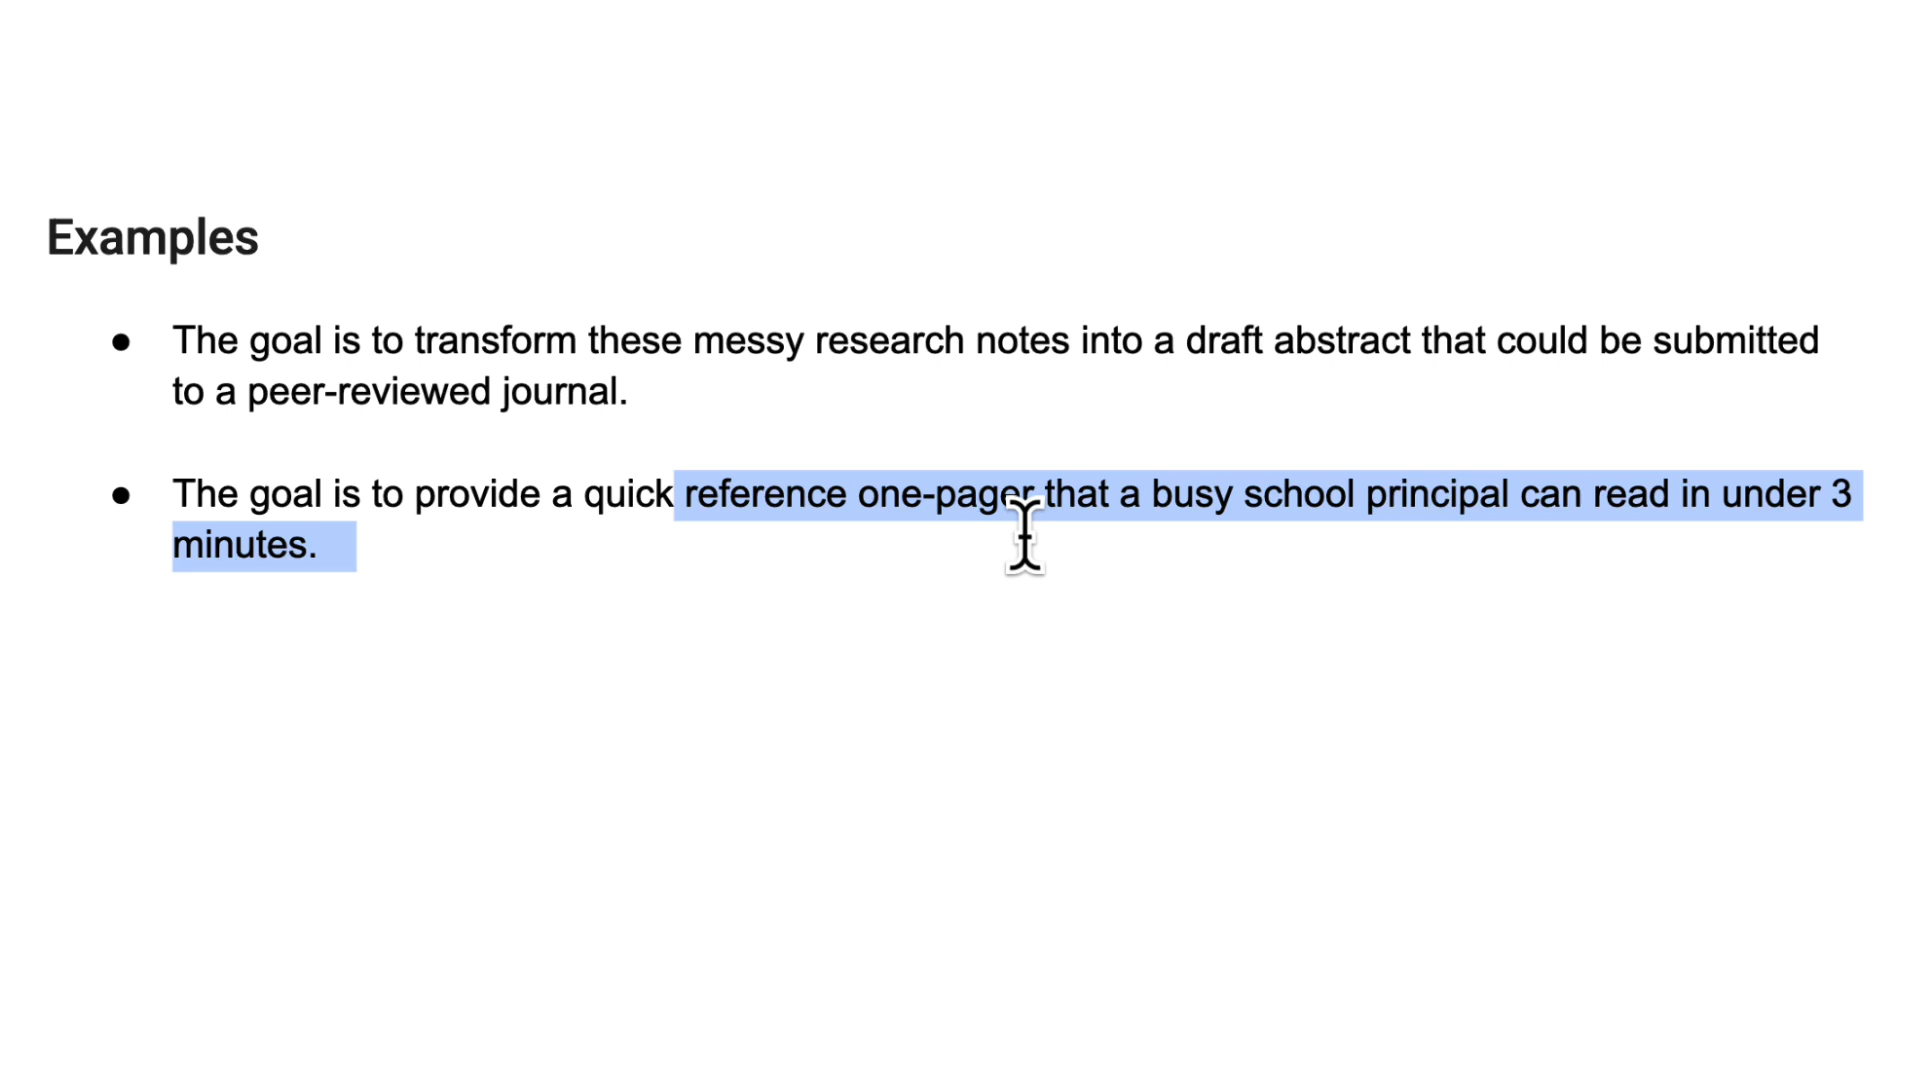 Examples
● The goal is to transform these messy research notes into a draft abstract that could be submitted
to a peer-reviewed journal.
● The goal is to provide a quick reference one-pager that a busy school principal can read in under 3
minutes.